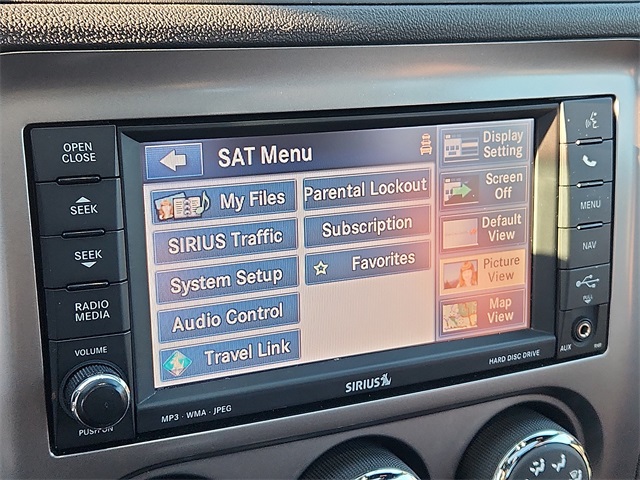 OPEN
CLOSE
SEEK
SEEK
RADIO
MEDIA
VOLUME
PUSH·ON
SAT Menu
My Files
SIRIUS Traffic
System Setup
Audio Control
Travel Link
Parental Lockout
Subscription
Favorites
Display
Setting
Screen
Off
Default
View
Picture
View
Map
View
MENU
NAV
PULL
AUX
MP3 · WMA · JPEG
SIRIUS
HARD DISC DRIVE